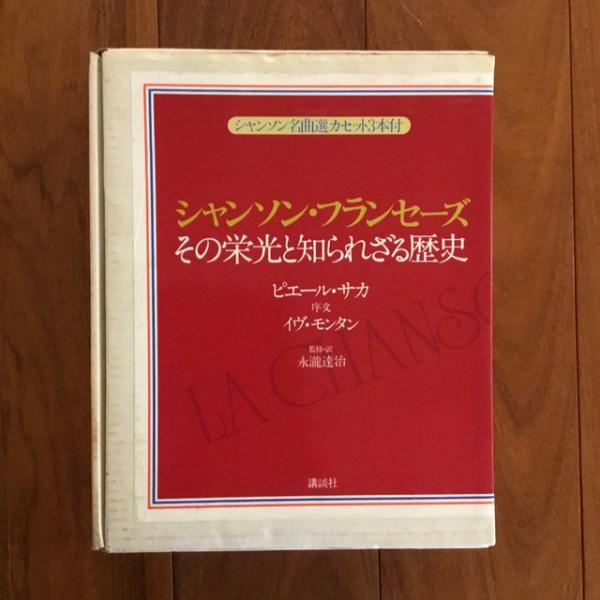 シャンソン名曲選カセット3本付
シャンソン・フランセーズ
その栄光と知られざる歴史
ピエール・サカ
序文
イヴ・モンタン
監修・訳
永瀧達治
LA CHANSO
講談社